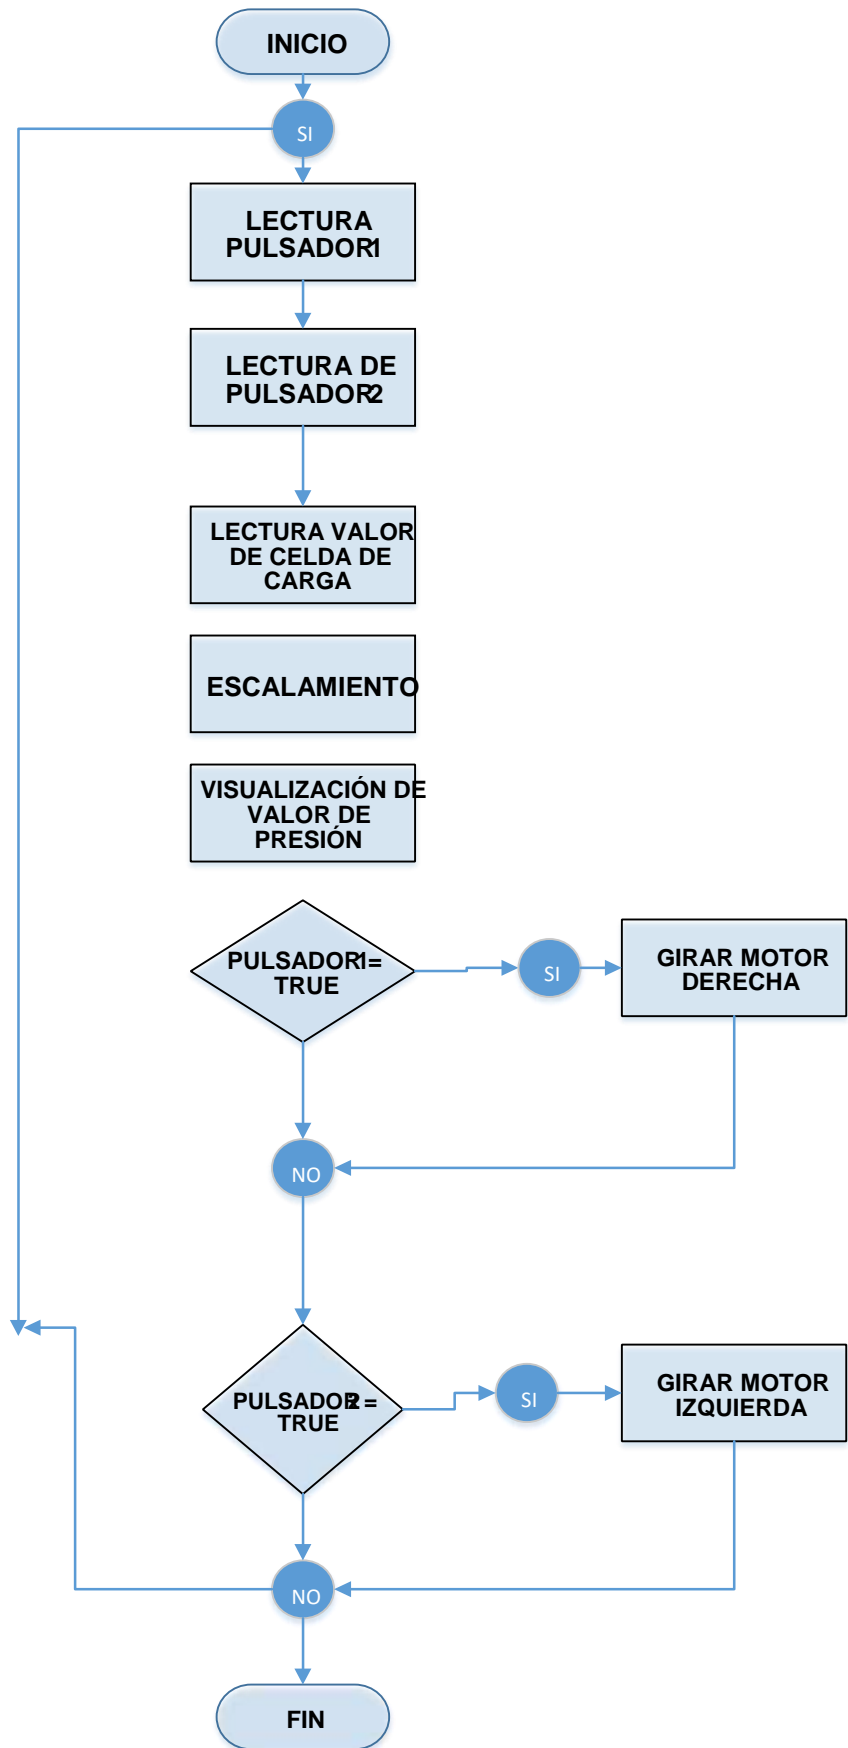 INICIO
SI
LECTURA
PULSADOR1
LECTURA DE
PULSADOR2
LECTURA VALOR
DE CELDA DE
CARGA
ESCALAMIENTO
VISUALIZACIÓN DE
VALOR DE
PRESIÓN
PULSADOR1=
TRUE
SI
GIRAR MOTOR
DERECHA
NO
PULSADOR2=
TRUE
SI
GIRAR MOTOR
IZQUIERDA
NO
FIN